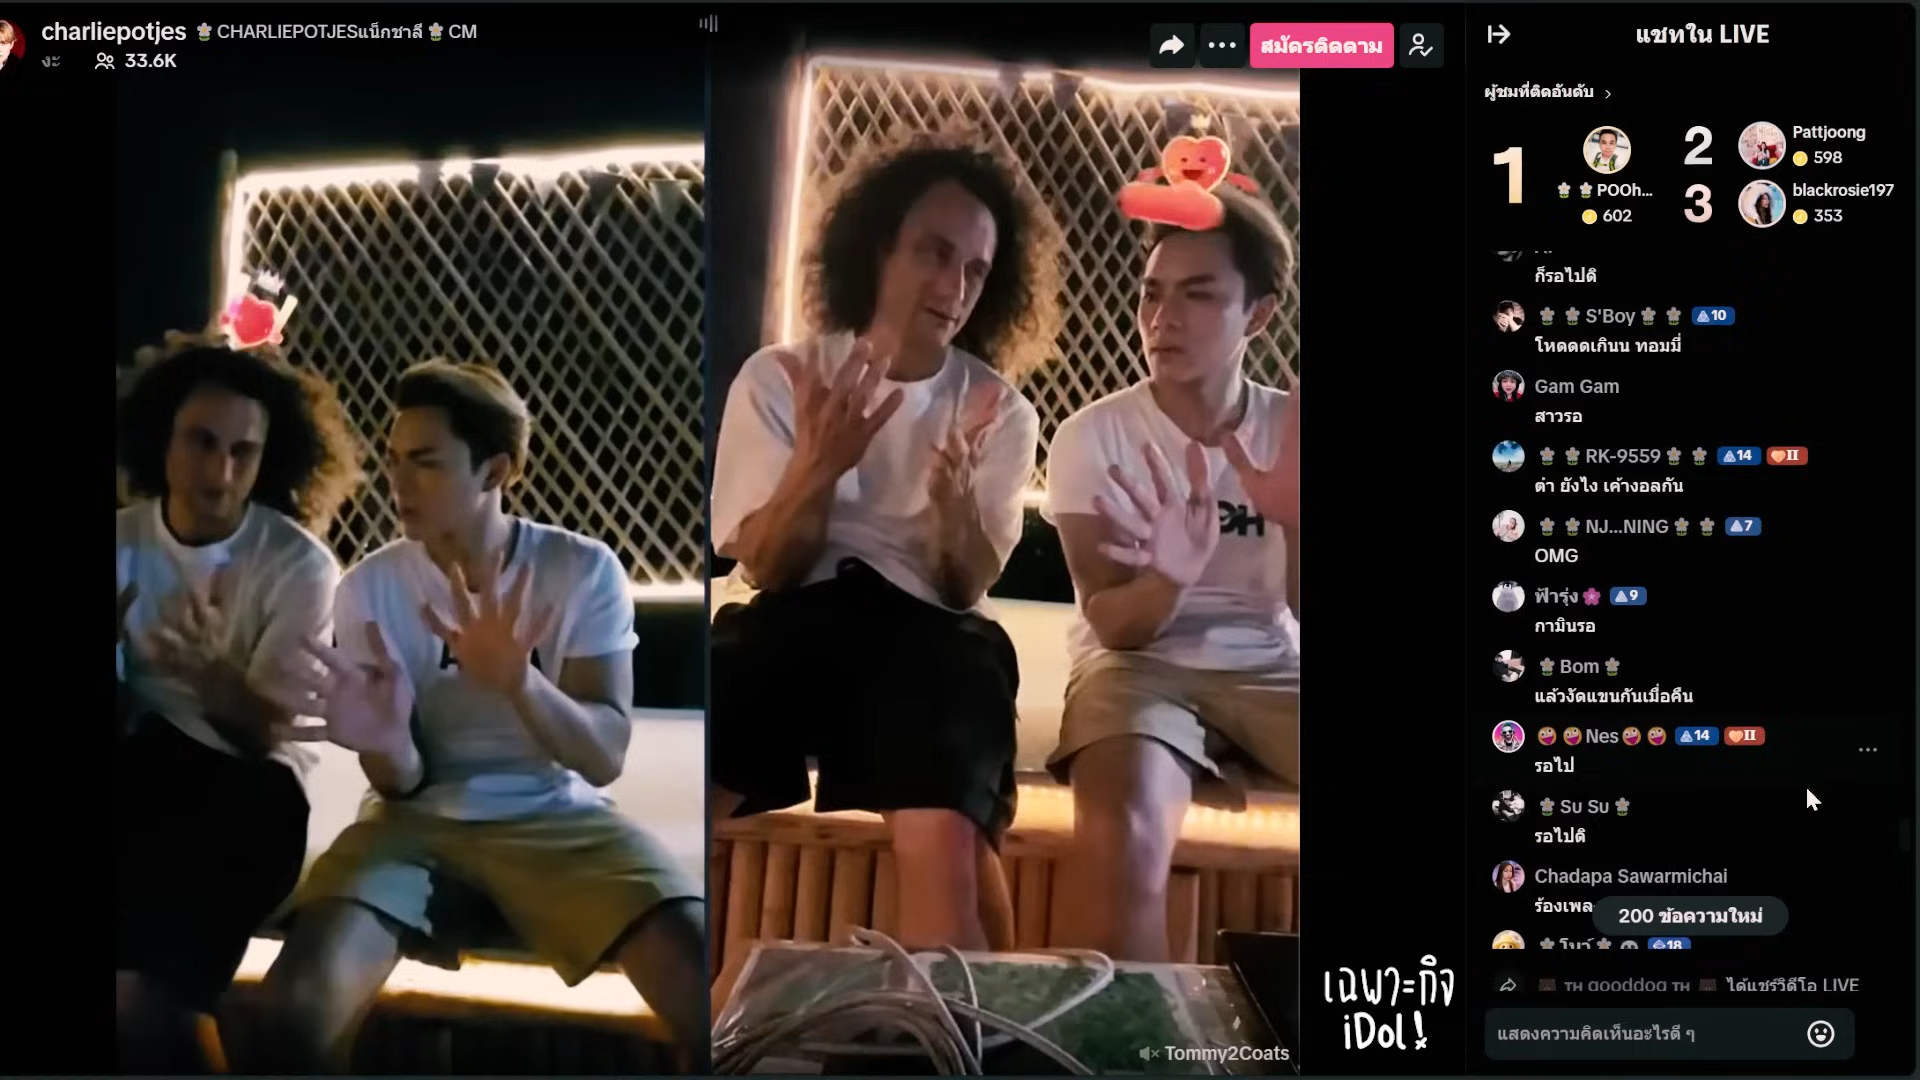 charliepotjes CHARLIEPOTJESแน็กชาลี CM
งะ 33.6K
สมัครติดตาม
แชทใน LIVE
ผู้ชมที่ติดอันดับ
1
POOh...
602
2
Pattjoong
598
3
blackrosie197
353
ก็รอไปดิ
S'Boy 10
โหดดดเกินน ทอมมี่
Gam Gam
สาวรอ
RK-9559 14 II
ตำ ยังไง เค้างอลกัน
NJ...NING 7
OMG
ฟ้ารุ่ง 9
กามินรอ
Bom
แล้วงัดแขนกันเมื่อคืน
Nes 14 II
รอไป
Su Su
รอไปดิ
Chadapa Sawarmichai
ร้องเพล
200 ข้อความใหม่
18
TH gooddog TH ได้แชร์วิดีโอ LIVE
แสดงความคิดเห็นอะไรดี ๆ
เฉพาะกิจ
iDol!
Tommy2Coats